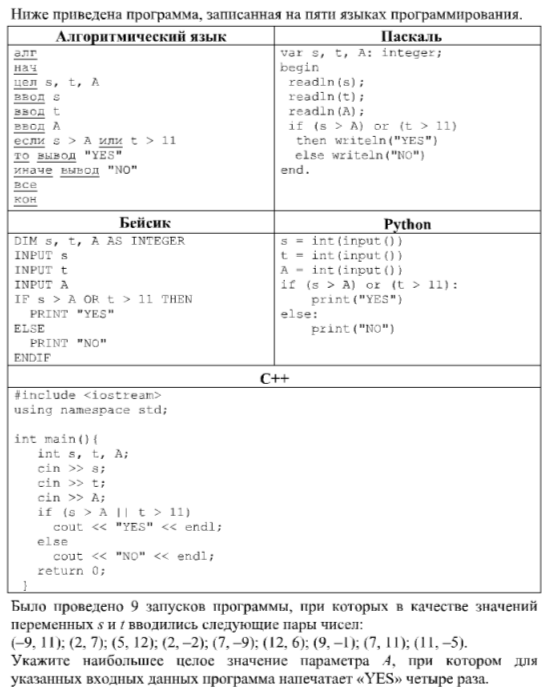 Ниже приведена программа, записанная на пяти языках программирования.
Алгоритмический язык
алг
нач
цел s, t, A
ввод s
ввод t
ввод A
если s > A или t > 11
то вывод "YES"
иначе вывод "NO"
все
кон
Паскаль
var s, t, A: integer;
begin
readln(s);
readln(t);
readln(A);
if (s > A) or (t > 11)
then writeln("YES")
else writeln("NO")
end.
Бейсик
DIM s, t, A AS INTEGER
INPUT s
INPUT t
INPUT A
IF s > A OR t > 11 THEN
PRINT "YES"
ELSE
PRINT "NO"
ENDIF
Python
s = int(input())
t = int(input())
A = int(input())
if (s > A) or (t > 11):
print("YES")
else:
print("NO")
C++
#include <iostream>
using namespace std;
int main(){
int s, t, A;
cin >> s;
cin >> t;
cin >> A;
if (s > A || t > 11)
cout << "YES" << endl;
else
cout << "NO" << endl;
return 0;
}
Было проведено 9 запусков программы, при которых в качестве значений
переменных s и t вводились следующие пары чисел:
(–9, 11); (2, 7); (5, 12); (2, –2); (7, –9); (12, 6); (9, –1); (7, 11); (11, –5).
Укажите наибольшее целое значение параметра A, при котором для
указанных входных данных программа напечатает «YES» четыре раза.